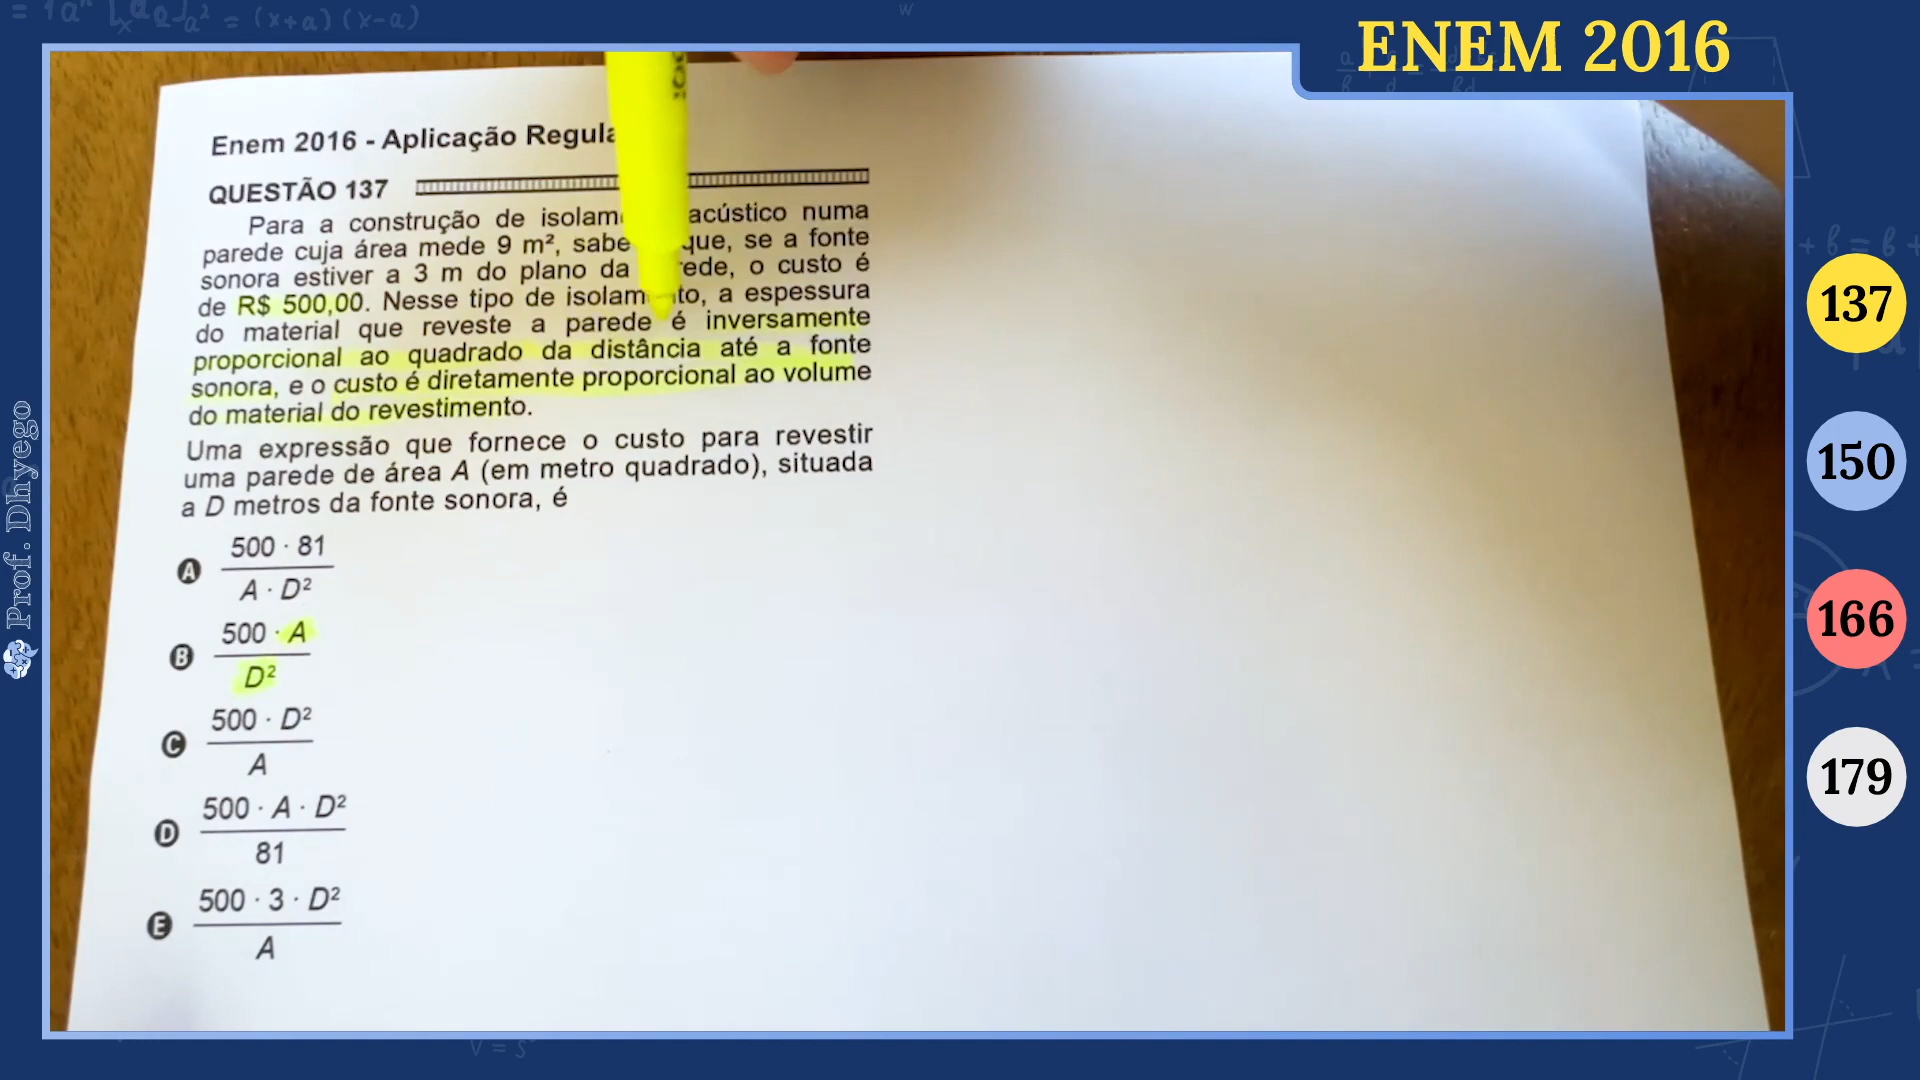 ENEM 2016
Enem 2016 - Aplicação Regula
QUESTÃO 137
Para a construção de isolam acústico numa
parede cuja área mede 9 m², sabe que, se a fonte
sonora estiver a 3 m do plano da rede, o custo é
de R$ 500,00. Nesse tipo de isolam to, a espessura
do material que reveste a parede é inversamente
proporcional ao quadrado da distância até a fonte
sonora, e o custo é diretamente proporcional ao volume
do material do revestimento.
Uma expressão que fornece o custo para revestir
uma parede de área A (em metro quadrado), situada
a D metros da fonte sonora, é
A 500 · 81
A · D²
B 500 · A
D²
C 500 · D²
A
D 500 · A · D²
81
E 500 · 3 · D²
A
137
150
166
179
Prof. Dhyego
= (x+a) (x-a)
V = S